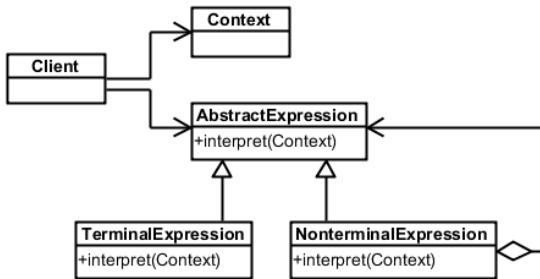 Context
Client
AbstractExpression
+interpret(Context)
TerminalExpression
+interpret(Context)
NonterminalExpression
+interpret(Context)